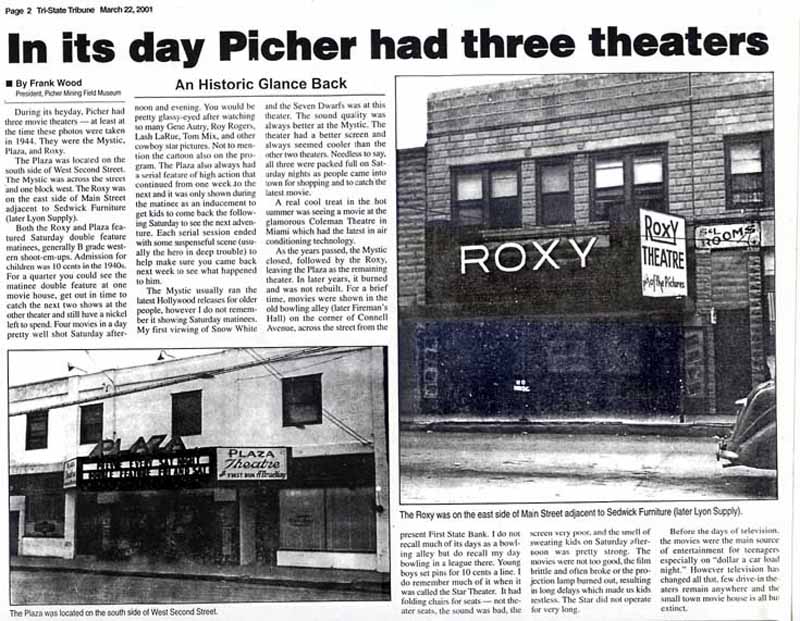 Page 2 Tri-State Tribune March 22, 2001
In its day Picher had three theaters
■ By Frank Wood
President, Picher Mining Field Museum
An Historic Glance Back
During its heyday, Picher had
three movie theaters — at least at
the time these photos were taken
in 1944. They were the Mystic,
Plaza, and Roxy.
The Plaza was located on the
south side of West Second Street.
The Mystic was across the street
and one block west. The Roxy was
on the east side of Main Street
adjacent to Sedwick Furniture
(later Lyon Supply).
Both the Roxy and Plaza fea-
tured Saturday double feature
matinees, generally B grade west-
ern shoot-em-ups. Admission for
children was 10 cents in the 1940s.
For a quarter you could see the
matinee double feature at one
movie house, get out in time to
catch the next two shows at the
other theater and still have a nickel
left to spend. Four movies in a day
pretty well shot Saturday after-
noon and evening. You would be
pretty glassy-eyed after watching
so many Gene Autry, Roy Rogers,
Lash LaRue, Tom Mix, and other
cowboy star pictures. Not to men-
tion the cartoon also on the pro-
gram. The Plaza also always had
a serial feature of high action that
continued from one week to the
next and it was only shown during
the matinee as an inducement to
get kids to come back the follow-
ing Saturday to see the next adven-
ture. Each serial session ended
with some suspenseful scene (usu-
ally the hero in deep trouble) to
help make sure you came back
next week to see what happened
to him.
The Mystic usually ran the
latest Hollywood releases for older
people, however I do not remem-
ber it showing Saturday matinees.
My first viewing of Snow White
and the Seven Dwarfs was at this
theater. The sound quality was
always better at the Mystic. The
theater had a better screen and
always seemed cooler than the
other two theaters. Needless to say,
all three were packed full on Sat-
urday nights as people came into
town for shopping and to catch the
latest movie.
A real cool treat in the hot
summer was seeing a movie at the
glamorous Coleman Theatre in
Miami which had the latest in air
conditioning technology.
As the years passed, the Mystic
closed, followed by the Roxy,
leaving the Plaza as the remaining
theater. In later years, it burned
and was not rebuilt. For a brief
time, movies were shown in the
old bowling alley (later Fireman's
Hall) on the corner of Connell
Avenue, across the street from the
ROXY
ROXY
THEATRE
pick of the Pictures
ROOMS
The Roxy was on the east side of Main Street adjacent to Sedwick Furniture (later Lyon Supply).
PLAZA
DOUBLE FEATURE FRI AND SAT
PLAZA
Theatre
The Plaza was located on the south side of West Second Street.
present First State Bank. I do not
recall much of its days as a bowl-
ing alley but do recall my day
bowling in a league there. Young
boys set pins for 10 cents a line. I
do remember much of it when it
was called the Star Theater. It had
folding chairs for seats — not the-
ater seats, the sound was bad, the
screen very poor, and the smell of
sweating kids on Saturday after-
noon was pretty strong. The
movies were not too good, the film
brittle and often broke or the pro-
jection lamp burned out, resulting
in long delays which made us kids
restless. The Star did not operate
for very long.
Before the days of television,
the movies were the main source
of entertainment for teenagers
especially on "dollar a car load
night." However television has
changed all that, few drive-in the-
aters remain anywhere and the
small town movie house is all but
extinct.